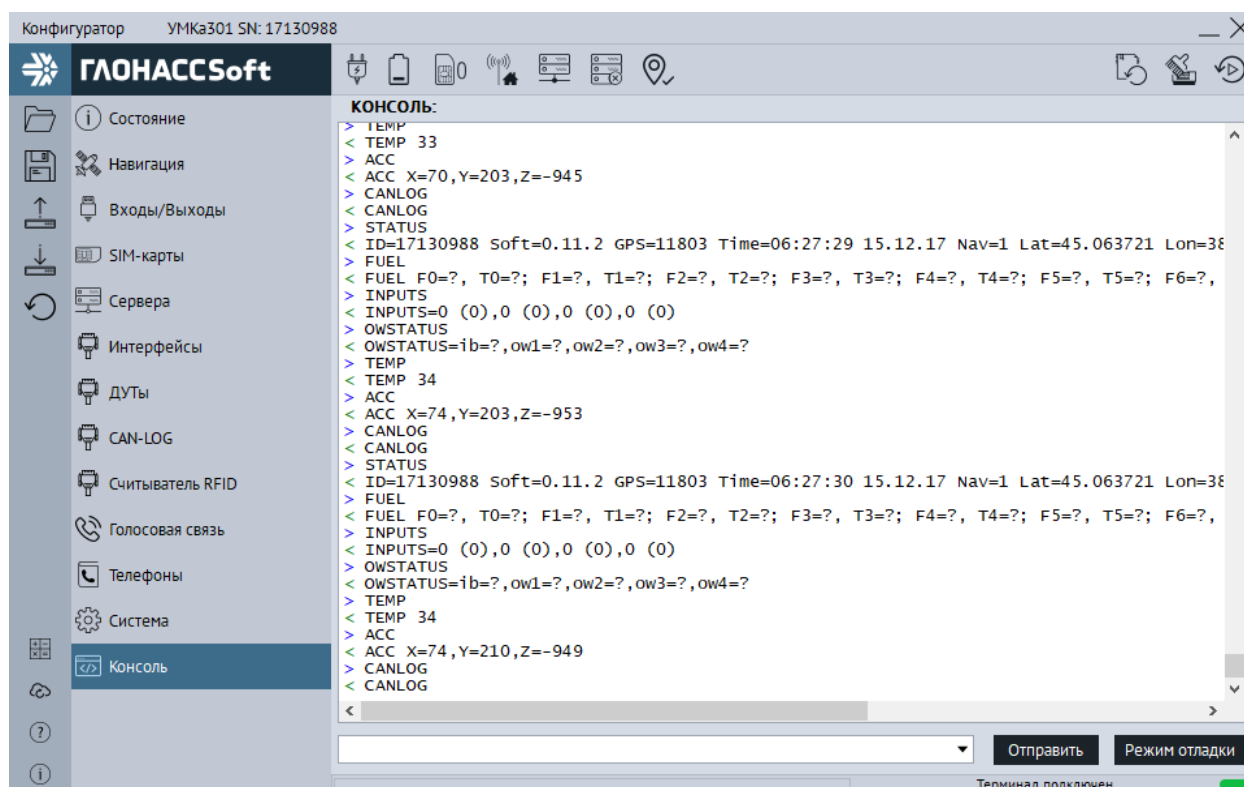 Конфигуратор УМКа301 SN: 17130988
ГЛОНАССSoft
0
КОНСОЛЬ:
Состояние
Навигация
Входы/Выходы
SIM-карты
Сервера
Интерфейсы
ДУТы
CAN-LOG
Считыватель RFID
Голосовая связь
Телефоны
Система
Консоль
> TEMP
< TEMP 33
> ACC
< ACC X=70,Y=203,Z=-945
> CANLOG
< CANLOG
> STATUS
< ID=17130988 Soft=0.11.2 GPS=11803 Time=06:27:29 15.12.17 Nav=1 Lat=45.063721 Lon=38
> FUEL
< FUEL F0=?, T0=?; F1=?, T1=?; F2=?, T2=?; F3=?, T3=?; F4=?, T4=?; F5=?, T5=?; F6=?,
> INPUTS
< INPUTS=0 (0),0 (0),0 (0),0 (0)
> OWSTATUS
< OWSTATUS=ib=?,ow1=?,ow2=?,ow3=?,ow4=?
> TEMP
< TEMP 34
> ACC
< ACC X=74,Y=203,Z=-953
> CANLOG
< CANLOG
> STATUS
< ID=17130988 Soft=0.11.2 GPS=11803 Time=06:27:30 15.12.17 Nav=1 Lat=45.063721 Lon=38
> FUEL
< FUEL F0=?, T0=?; F1=?, T1=?; F2=?, T2=?; F3=?, T3=?; F4=?, T4=?; F5=?, T5=?; F6=?,
> INPUTS
< INPUTS=0 (0),0 (0),0 (0),0 (0)
> OWSTATUS
< OWSTATUS=ib=?,ow1=?,ow2=?,ow3=?,ow4=?
> TEMP
< TEMP 34
> ACC
< ACC X=74,Y=210,Z=-949
> CANLOG
< CANLOG
Отправить
Режим отладки
Терминал подключен